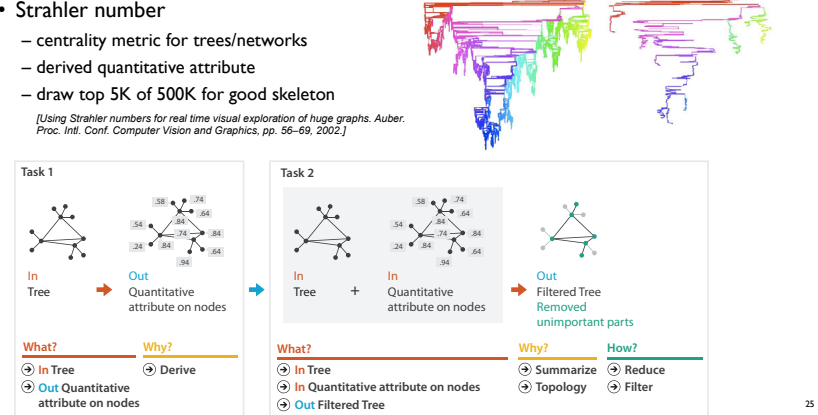 • Strahler number
– centrality metric for trees/networks
– derived quantitative attribute
– draw top 5K of 500K for good skeleton
[Using Strahler numbers for real time visual exploration of huge graphs. Auber.
Proc. Intl. Conf. Computer Vision and Graphics, pp. 56–69, 2002.]
Task 1
.58 .74
.64
.54
.84
.74 .84
.24 .84
.64
.94
In
Tree
Out
Quantitative
attribute on nodes
What?
In Tree
Out Quantitative
attribute on nodes
Why?
Derive
Task 2
In
Tree
+
.58 .74
.64
.54
.84
.74 .84
.24 .84
.64
.94
In
Quantitative
attribute on nodes
Out
Filtered Tree
Removed
unimportant parts
What?
In Tree
In Quantitative attribute on nodes
Out Filtered Tree
Why?
Summarize
Topology
How?
Reduce
Filter
25